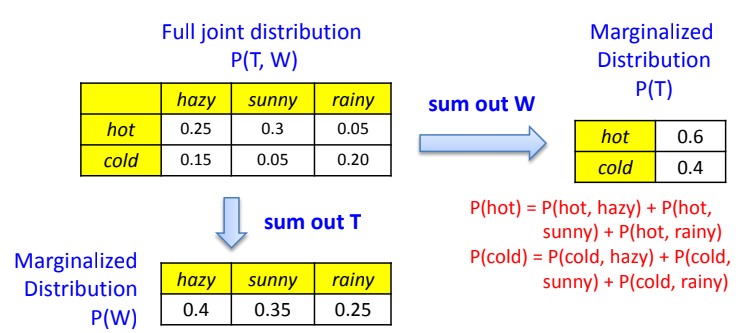 Full joint distribution
P(T, W)
hazy sunny rainy
hot 0.25 0.3 0.05
cold 0.15 0.05 0.20
sum out W
Marginalized
Distribution
P(T)
hot 0.6
cold 0.4
P(hot) = P(hot, hazy) + P(hot,
sunny) + P(hot, rainy)
P(cold) = P(cold, hazy) + P(cold,
sunny) + P(cold, rainy)
sum out T
Marginalized
Distribution
P(W)
hazy sunny rainy
0.4 0.35 0.25